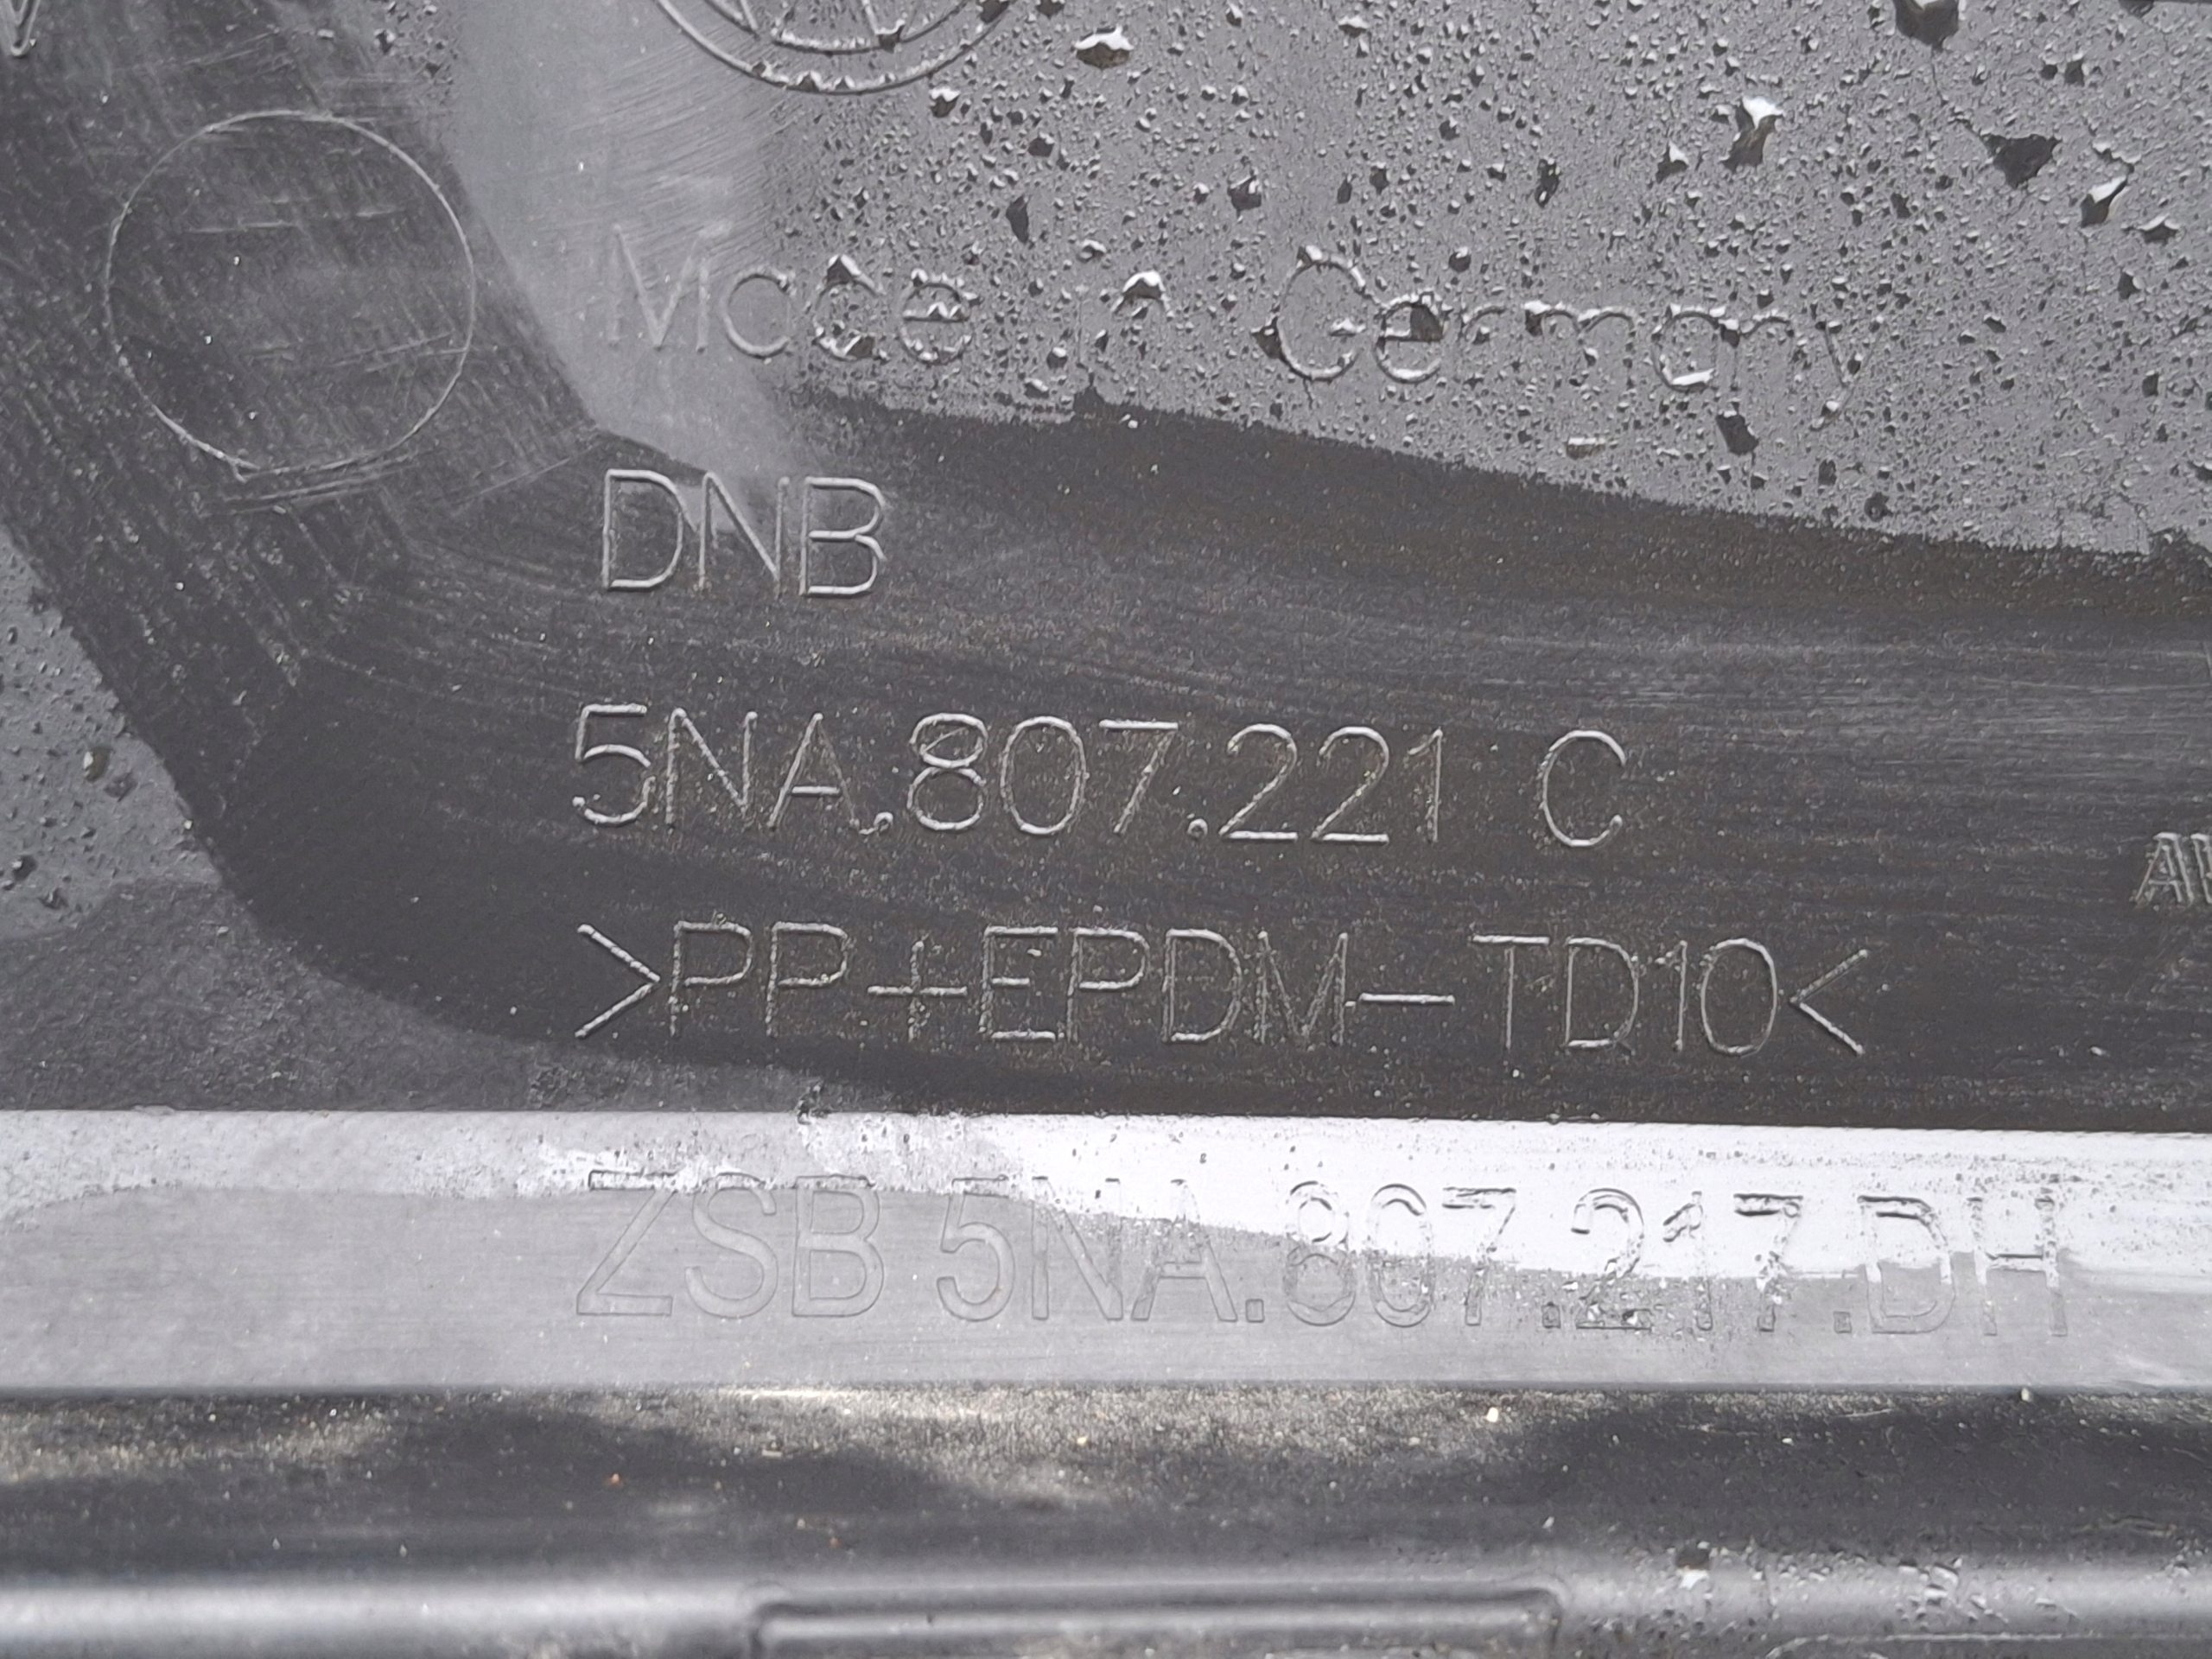 Made in Germany
DNB
5NA.807.221 C
>PP+EPDM-TD10<
ZSB 5NA.807.217.DH